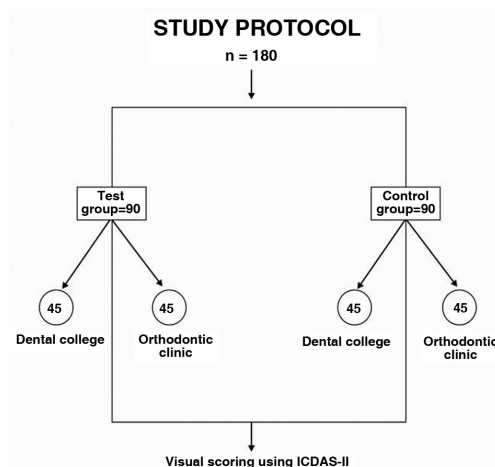 STUDY PROTOCOL
n = 180
Test
group=90
Control
group=90
45
45
45
45
Dental college
Orthodontic
clinic
Dental college
Orthodontic
clinic
Visual scoring using ICDAS-II